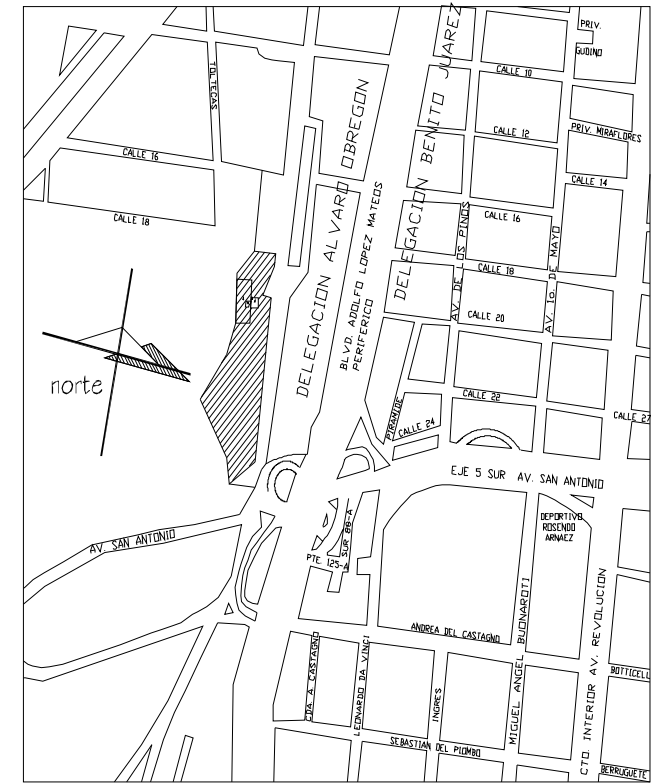 PRIV.
GUDINO
CALLE 10
TOLTECAS
DELEGACION BENITO JUAREZ
CALLE 12
PRIV. MIRAFLORES
CALLE 16
CALLE 14
DELEGACION ALVARO OBREGON
BLVD. ADOLFO LOPEZ MATEOS
PERIFERICO
CALLE 18
CALLE 16
AV. DE LOS PINOS
AV. 1o. DE MAYO
CALLE 18
CALLE 20
norte
CALLE 22
PIRAMIDE
CALLE 24
CALLE 27
EJE 5 SUR AV. SAN ANTONIO
DEPORTIVO
ROSENDO
ARNAEZ
SUR 88-A
AV. SAN ANTONIO
PTE. 125-A
ANDREA DEL CASTAGNO
MIGUEL ANGEL BUONAROTI
CTO. INTERIOR AV. REVOLUCION
CDA. A. CASTAGNO
LEONARDO DA VINCI
INGRES
BOTTICELL
SEBASTIAN DEL PIOMBO
BERRUGUETE